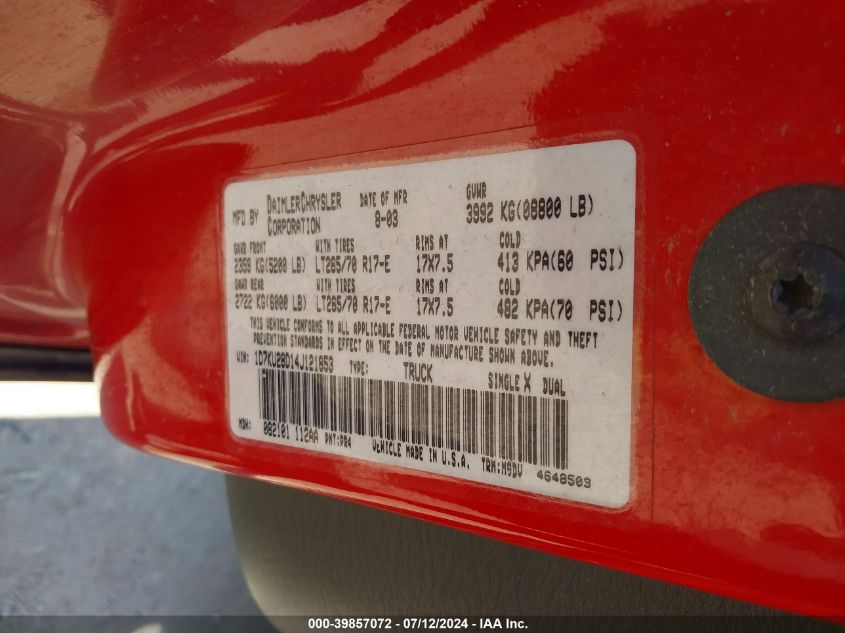 MFD BY DAIMLERCHRYSLER CORPORATION DATE OF MFR 8-03 GVWR 3992 KG(08800 LB)
GAWR FRONT WITH TIRES RIMS AT COLD
2359 KG(5200 LB) LT265/70 R17-E 17X7.5 413 KPA(60 PSI)
GAWR REAR WITH TIRES RIMS AT COLD
2722 KG(6000 LB) LT265/70 R17-E 17X7.5 482 KPA(70 PSI)
THIS VEHICLE CONFORMS TO ALL APPLICABLE FEDERAL MOTOR VEHICLE SAFETY AND THEFT
PREVENTION STANDARDS IN EFFECT ON THE DATE OF MANUFACTURE SHOWN ABOVE.
VIN: 1D7KU28D14J121853 TYPE: TRUCK SINGLE X DUAL
MDH: 082101 112AA PNT:PR4 VEHICLE MADE IN U.S.A. TRM:M9DV 4648503
000-39857072 - 07/12/2024 - IAA Inc.